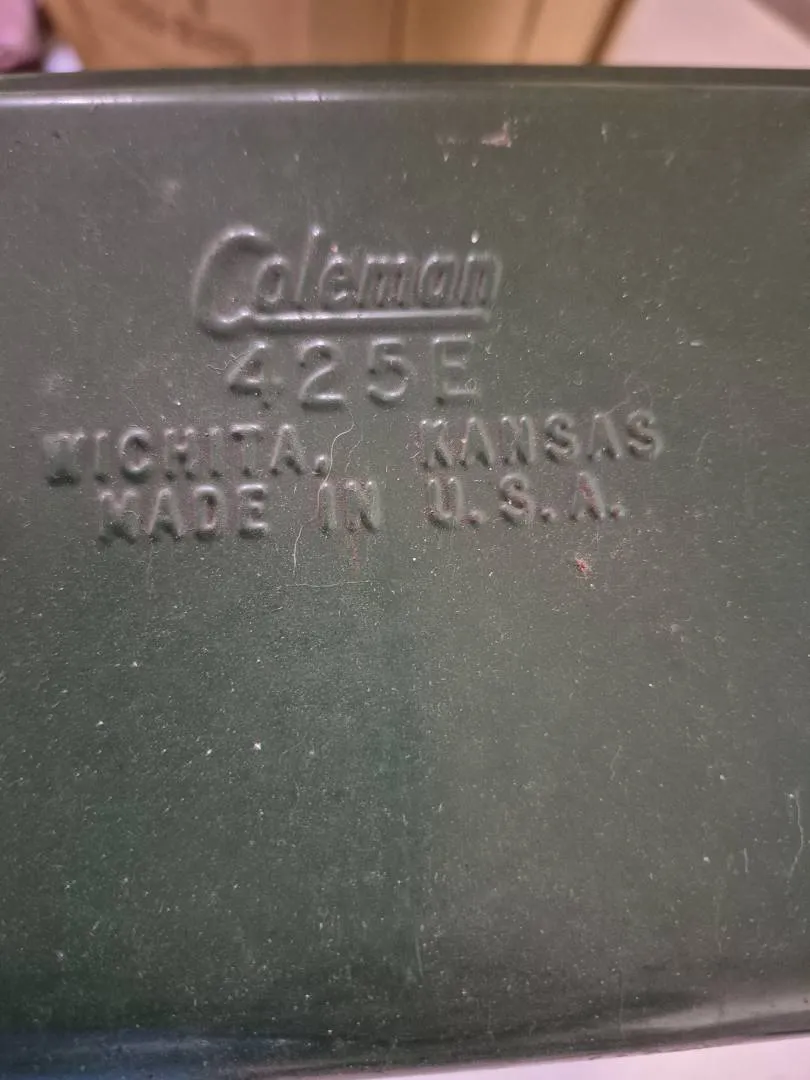 Coleman
425E
WICHITA, KANSAS
MADE IN U.S.A.